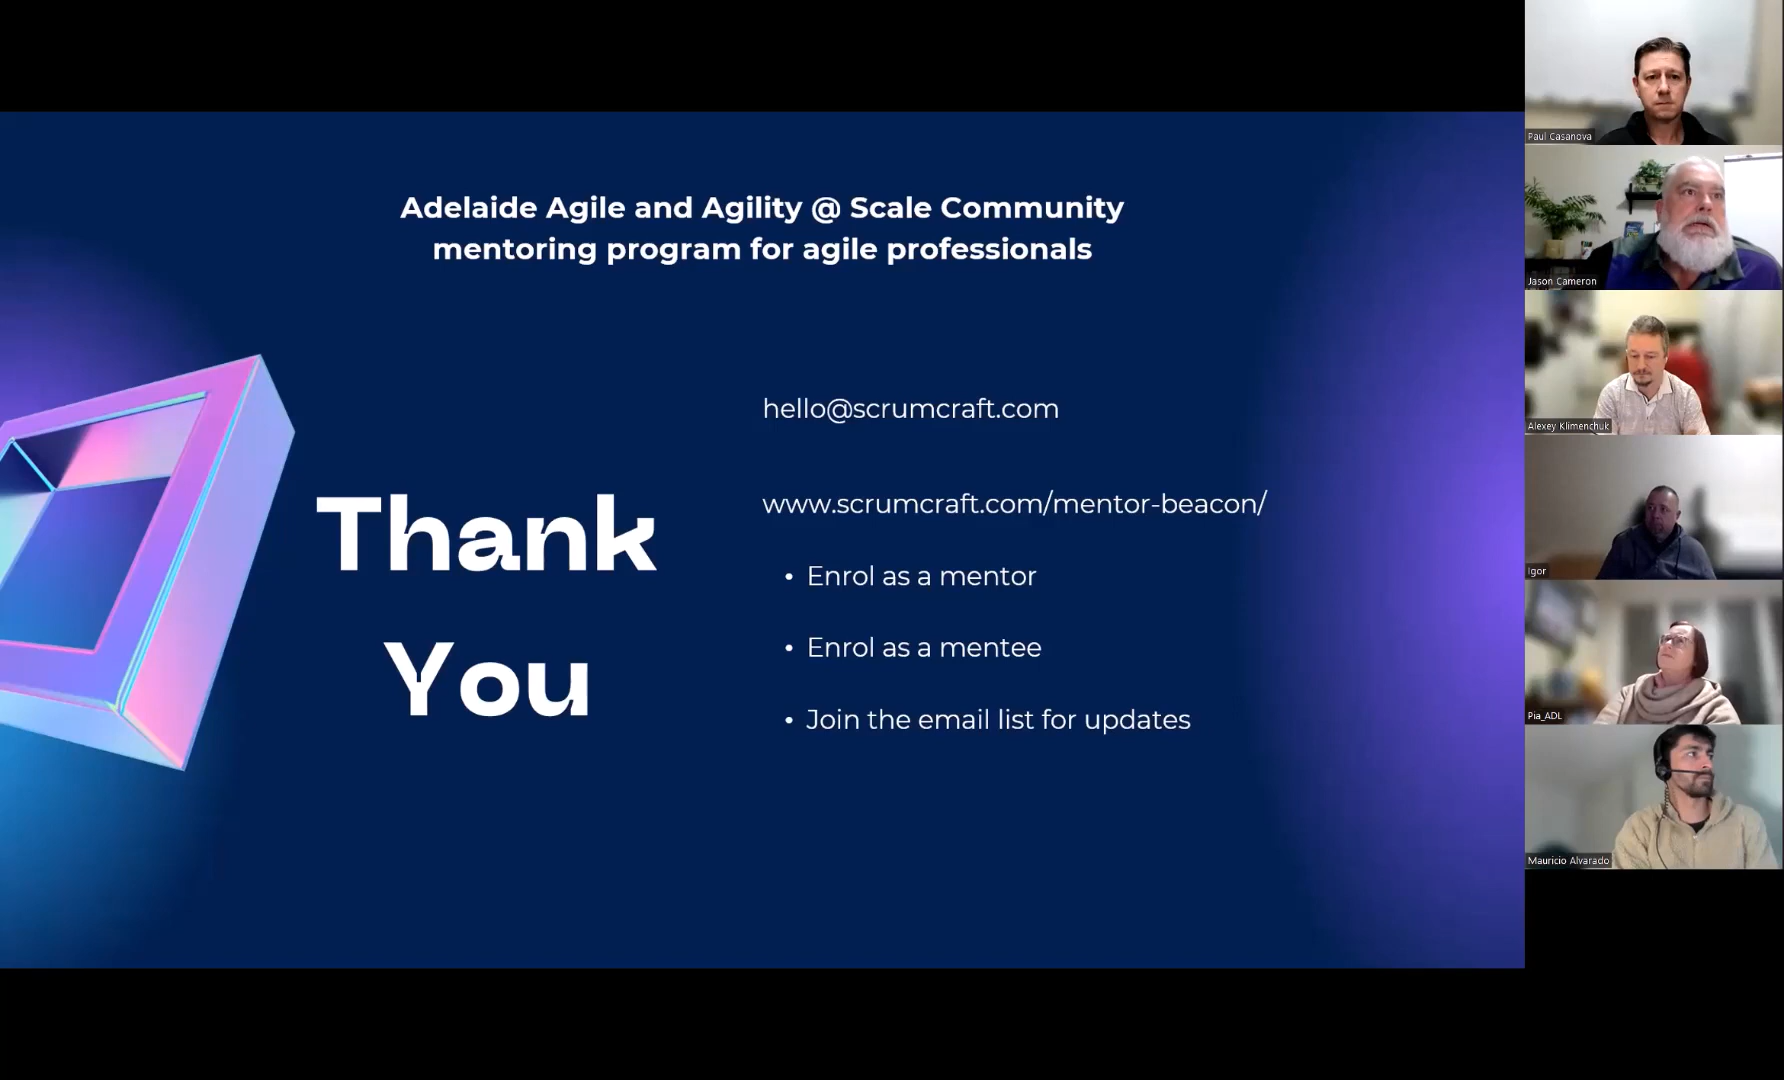 Adelaide Agile and Agility @ Scale Community
mentoring program for agile professionals
hello@scrumcraft.com
www.scrumcraft.com/mentor-beacon/
• Enrol as a mentor
• Enrol as a mentee
• Join the email list for updates
Thank
You
Paul Casanova
Jason Cameron
Alexey Klimenchuk
Igor
Pia_ADL
Mauricio Alvarado